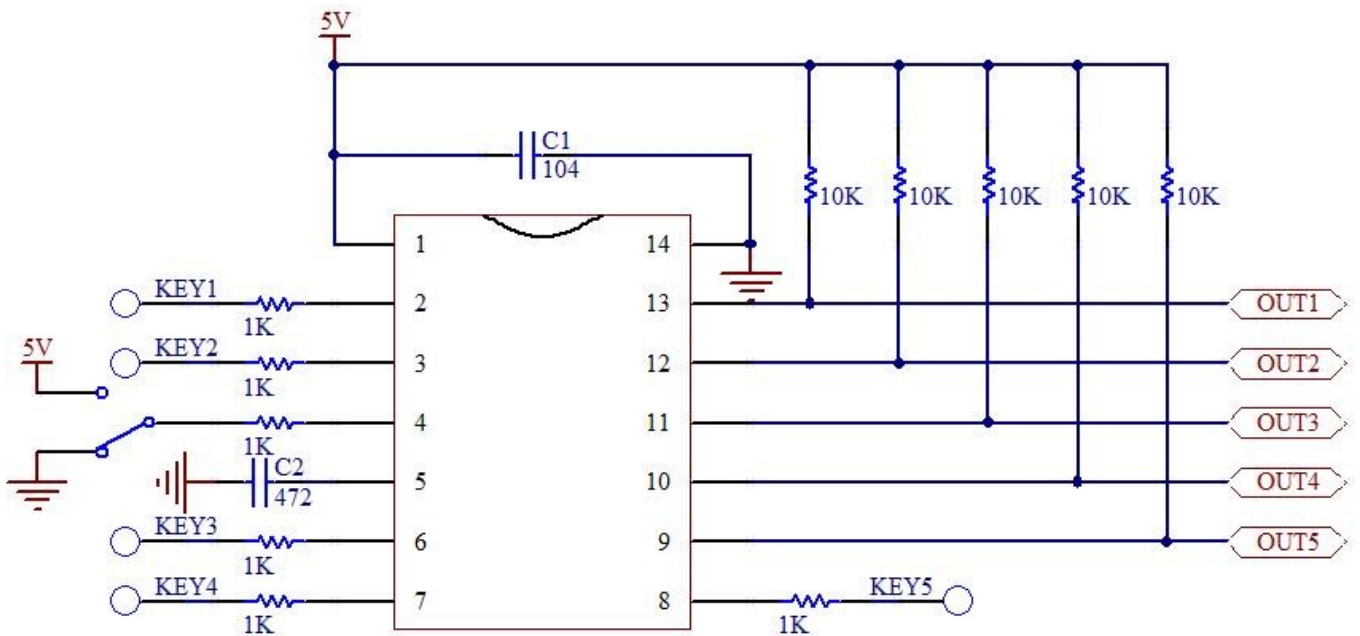 5V
C1
104
10K 10K 10K 10K 10K
1 14
KEY1
1K
2 13 OUT1
KEY2
1K
3 12 OUT2
5V
1K
4 11 OUT3
C2
472
5 10 OUT4
KEY3
1K
6 9 OUT5
KEY4
1K
7 8
KEY5
1K